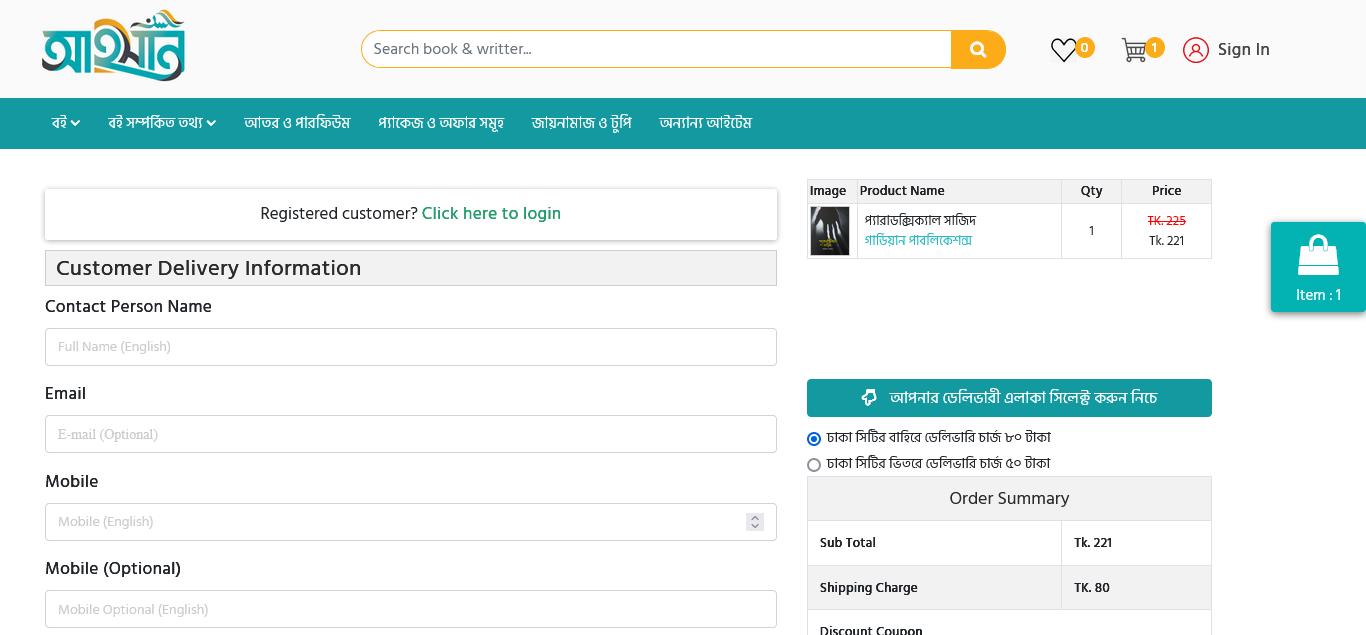 আহসান
Search book & writter...
0
1
Sign In
বই
বই সম্পর্কিত তথ্য
আতর ও পারফিউম
প্যাকেজ ও অফার সমূহ
জায়নামাজ ও টুপি
অন্যান্য আইটেম
Registered customer? Click here to login
Customer Delivery Information
Contact Person Name
Full Name (English)
Email
E-mail (Optional)
Mobile
Mobile (English)
Mobile (Optional)
Mobile Optional (English)
Image Product Name Qty Price
প্যারাডক্সিক্যাল সাজিদ
গার্ডিয়ান পাবলিকেশন্স
1
TK. 225
Tk. 221
আপনার ডেলিভারী এলাকা সিলেক্ট করুন নিচে
ঢাকা সিটির বাহিরে ডেলিভারি চার্জ ৮০ টাকা
ঢাকা সিটির ভিতরে ডেলিভারি চার্জ ৫০ টাকা
Order Summary
Sub Total Tk. 221
Shipping Charge TK. 80
Discount Coupon
Item : 1